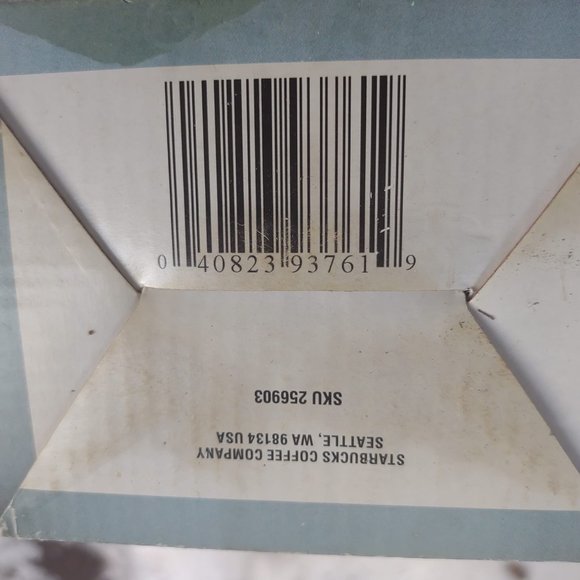 0 40823 93761 9
STARBUCKS COFFEE COMPANY
SEATTLE, WA 98134 USA
SKU 256903